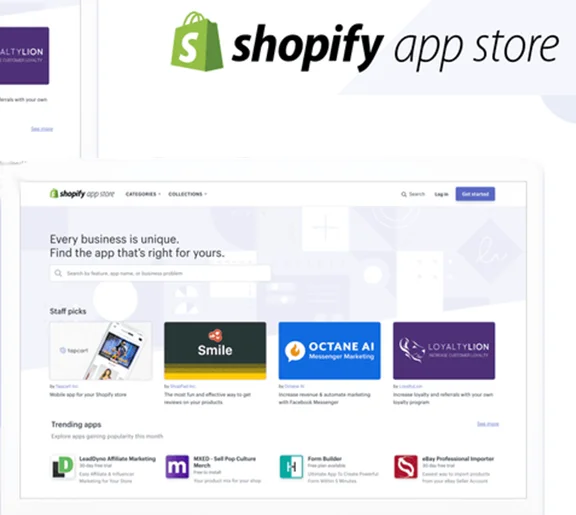 shopify app store
ALTYLION
E CUSTOMER LOYALTY
rrals with your own
See more
shopify app store
CATEGORIES
COLLECTIONS
Search
Log in
Get started
Every business is unique.
Find the app that's right for yours.
Search by feature, app name, or business problem
Staff picks
tapcart
Smile
OCTANE AI
Messenger Marketing
LOYALTYLION
INCREASE CUSTOMER LOYALTY
by Tapcart Inc
Mobile app for your Shopify store
The most fun and effective way to get
reviews on your products
by Octane AI
Increase revenue & automate marketing
with Facebook Messenger
by LoyaltyLion
Increase loyalty and referrals with your own
loyalty program
Trending apps
See more
Explore apps gaining popularity this month
LeadDyno Affiliate Marketing
30 day free trial
Easy Affiliate & Influencer
Marketing for Your Store
m
MXED - Sell Pop Culture
Merch
Free to install
Your product mix for your shop
Form Builder
Free plan available
Ultimate App To Create Powerful
Form Within 5 Minutes
eBay Professional Importer
30 day free trial
Easiest way to import products
from your eBay Seller Account